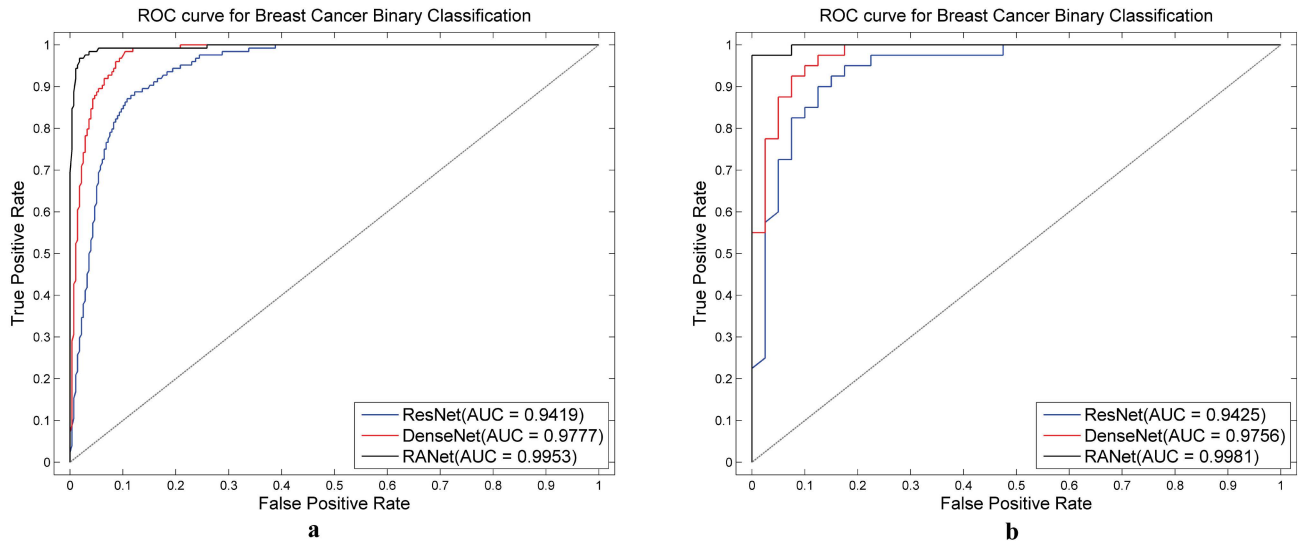 ROC curve for Breast Cancer Binary Classification
1
0.9
0.8
0.7
0.6
0.5
0.4
0.3
0.2
0.1
0
True Positive Rate
0 0.1 0.2 0.3 0.4 0.5 0.6 0.7 0.8 0.9 1
False Positive Rate
ResNet(AUC = 0.9419)
DenseNet(AUC = 0.9777)
RANet(AUC = 0.9953)
a
ROC curve for Breast Cancer Binary Classification
1
0.9
0.8
0.7
0.6
0.5
0.4
0.3
0.2
0.1
0
True Positive Rate
0 0.1 0.2 0.3 0.4 0.5 0.6 0.7 0.8 0.9 1
False Positive Rate
ResNet(AUC = 0.9425)
DenseNet(AUC = 0.9756)
RANet(AUC = 0.9981)
b